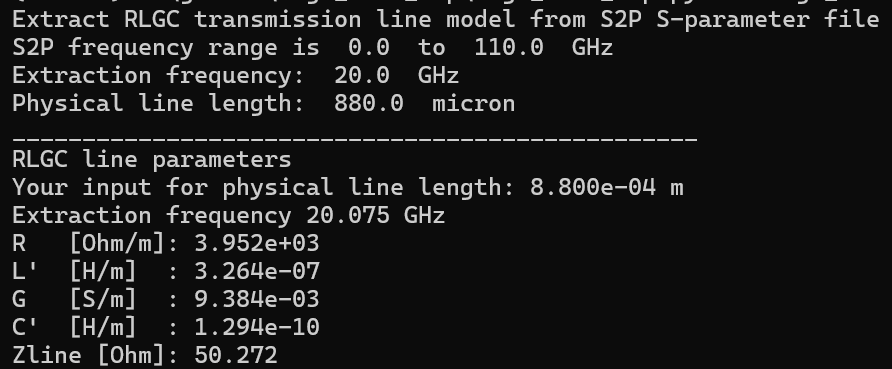 Extract RLGC transmission line model from S2P S-parameter file
S2P frequency range is  0.0  to  110.0  GHz
Extraction frequency:  20.0  GHz
Physical line length:  880.0  micron
_________________________________________________
RLGC line parameters
Your input for physical line length: 8.800e-04 m
Extraction frequency 20.075 GHz
R   [Ohm/m]: 3.952e+03
L'  [H/m]  : 3.264e-07
G   [S/m]  : 9.384e-03
C'  [H/m]  : 1.294e-10
Zline [Ohm]: 50.272